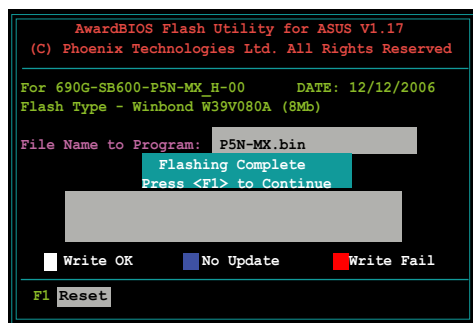 AwardBIOS Flash Utility for ASUS V1.17
(C) Phoenix Technologies Ltd. All Rights Reserved
For 690G-SB600-P5N-MX_H-00 DATE: 12/12/2006
Flash Type - Winbond W39V080A (8Mb)
File Name to Program: P5N-MX.bin
Flashing Complete
Press <F1> to Continue
Write OK No Update Write Fail
F1 Reset